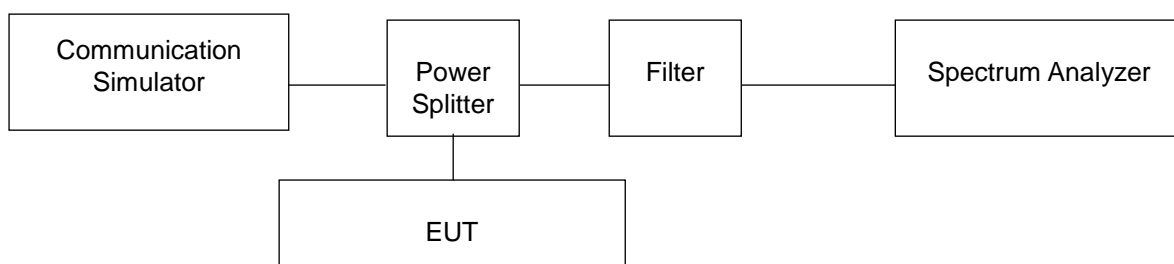 Communication
Simulator
Power
Splitter
Filter
Spectrum Analyzer
EUT